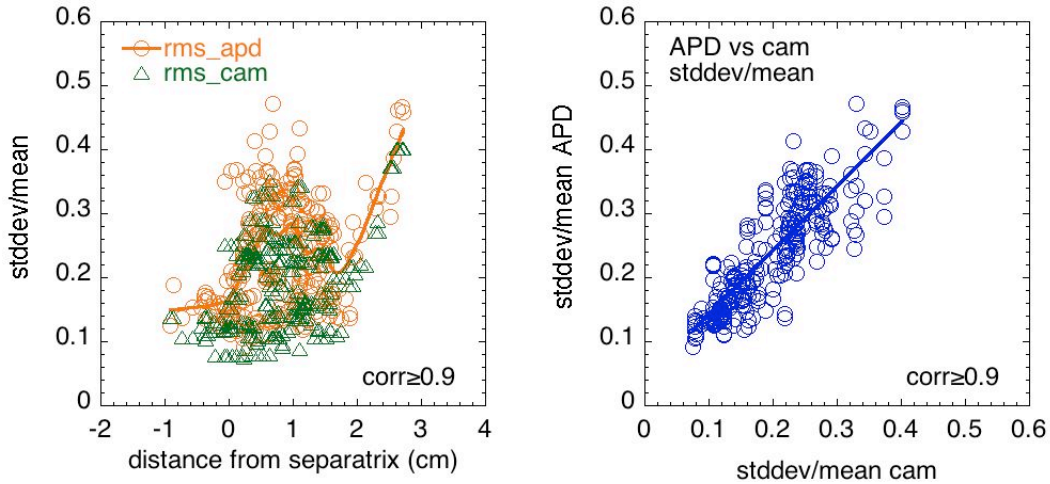 0.6
0.5
0.4
0.3
0.2
0.1
0
-2
-1
0
1
2
3
4
stddev/mean
distance from separatrix (cm)
rms_apd
rms_cam
corr≥0.9
0.6
0.5
0.4
0.3
0.2
0.1
0
0
0.1
0.2
0.3
0.4
0.5
0.6
stddev/mean APD
stddev/mean cam
APD vs cam
stddev/mean
corr≥0.9